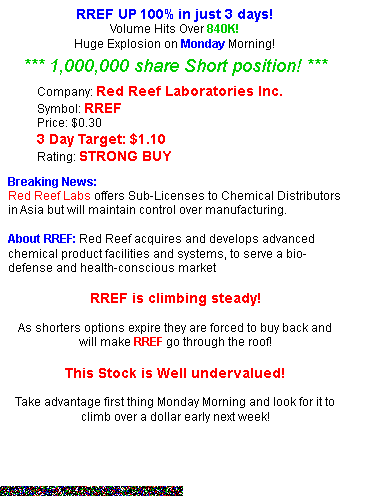 RREF UP 100% in just 3 days!
Volume Hits Over 840K!
Huge Explosion on Monday Morning!
*** 1,000,000 share Short position! ***
Company: Red Reef Laboratories Inc.
Symbol: RREF
Price: $0.30
3 Day Target: $1.10
Rating: STRONG BUY
Breaking News:
Red Reef Labs offers Sub-Licenses to Chemical Distributors
in Asia but will maintain control over manufacturing.
About RREF: Red Reef acquires and develops advanced
chemical product facilities and systems, to serve a bio-
defense and health-conscious market
RREF is climbing steady!
As shorters options expire they are forced to buy back and
will make RREF go through the roof!
This Stock is Well undervalued!
Take advantage first thing Monday Morning and look for it to
climb over a dollar early next week!